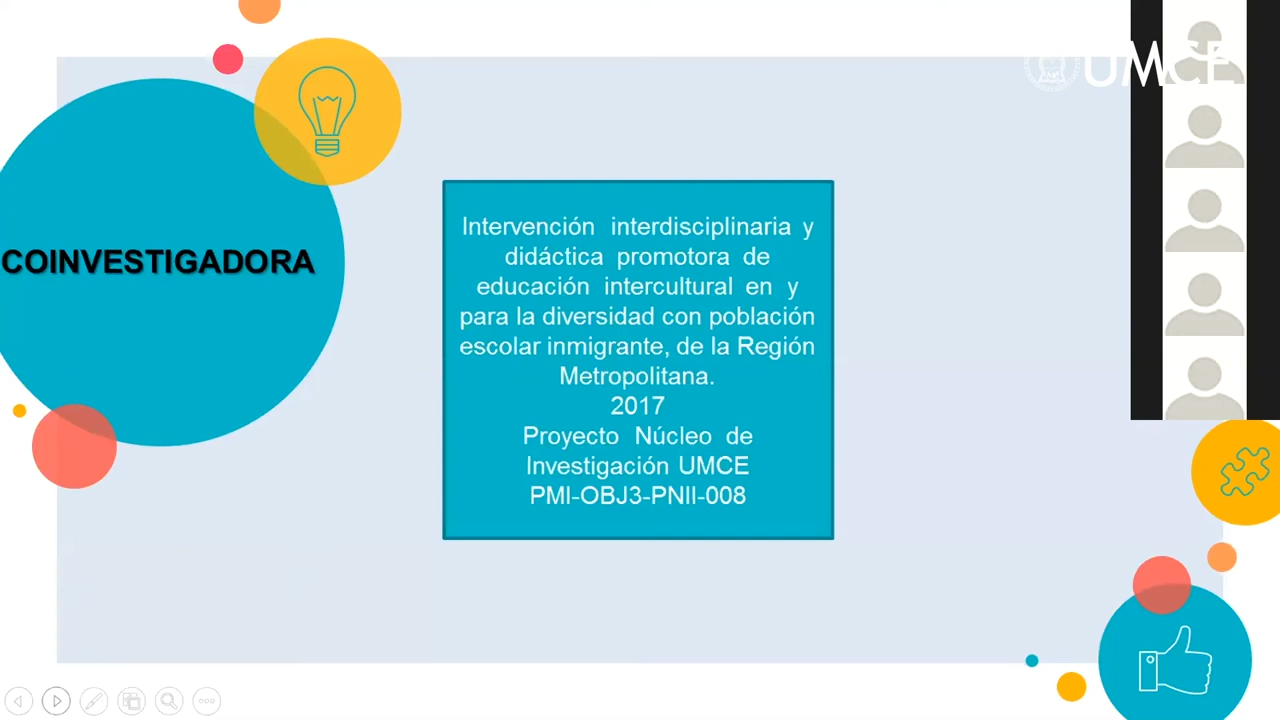 UMCE
COINVESTIGADORA
Intervención interdisciplinaria y
didáctica promotora de
educación intercultural en y
para la diversidad con población
escolar inmigrante, de la Región
Metropolitana.
2017
Proyecto Núcleo de
Investigación UMCE
PMI-OBJ3-PNII-008